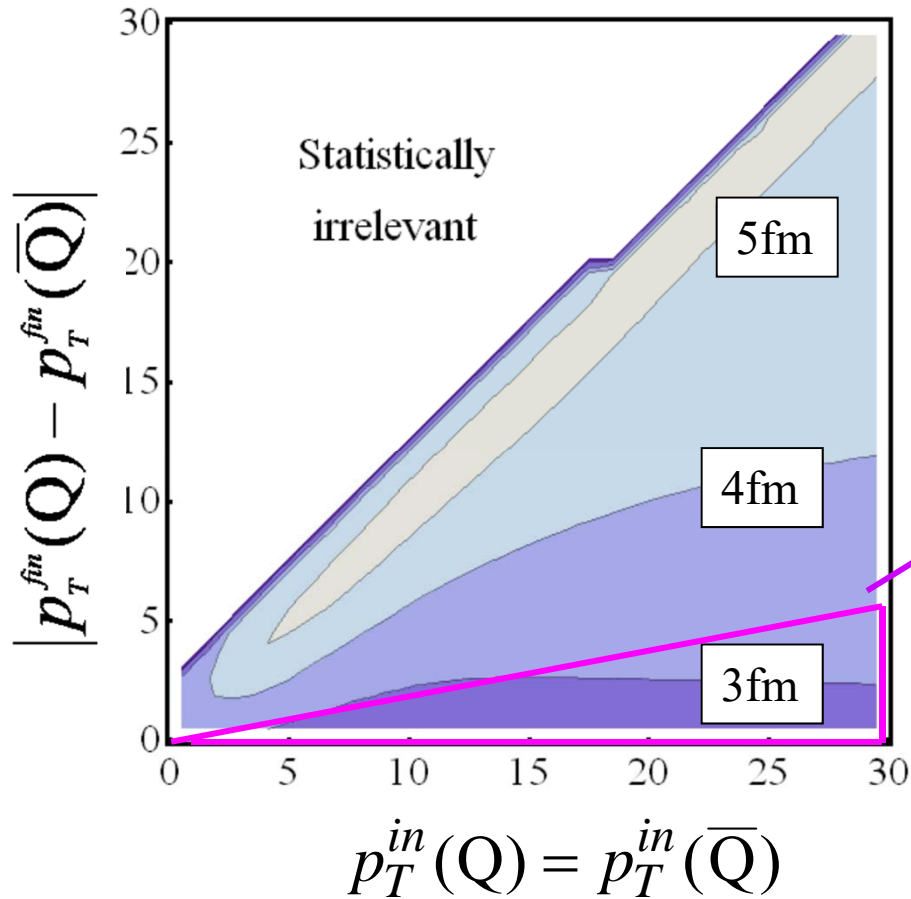 30
25
20
15
10
5
0
|p_T^{fin}(Q) − p_T^{fin}(Q̅)|
Statistically
irrelevant
5fm
4fm
3fm
0 5 10 15 20 25 30
p_T^{in}(Q) = p_T^{in}(Q̅)